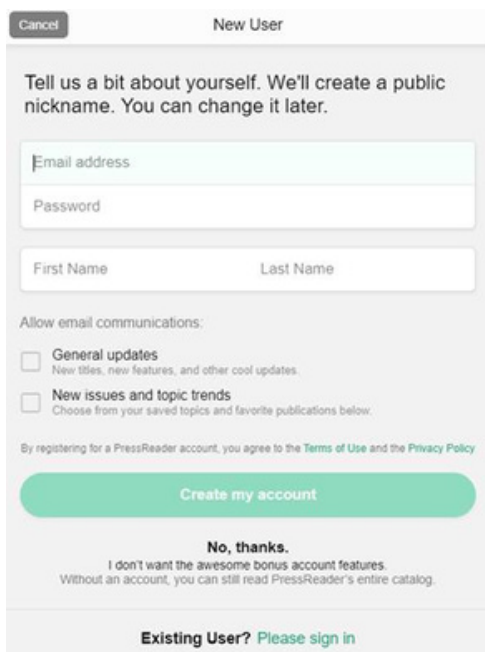 Cancel New User
Tell us a bit about yourself. We'll create a public
nickname. You can change it later.
Email address
Password
First Name Last Name
Allow email communications:
General updates
New titles, new features, and other cool updates.
New issues and topic trends
Choose from your saved topics and favorite publications below.
By registering for a PressReader account, you agree to the Terms of Use and the Privacy Policy
Create my account
No, thanks.
I don't want the awesome bonus account features.
Without an account, you can still read PressReader's entire catalog.
Existing User? Please sign in